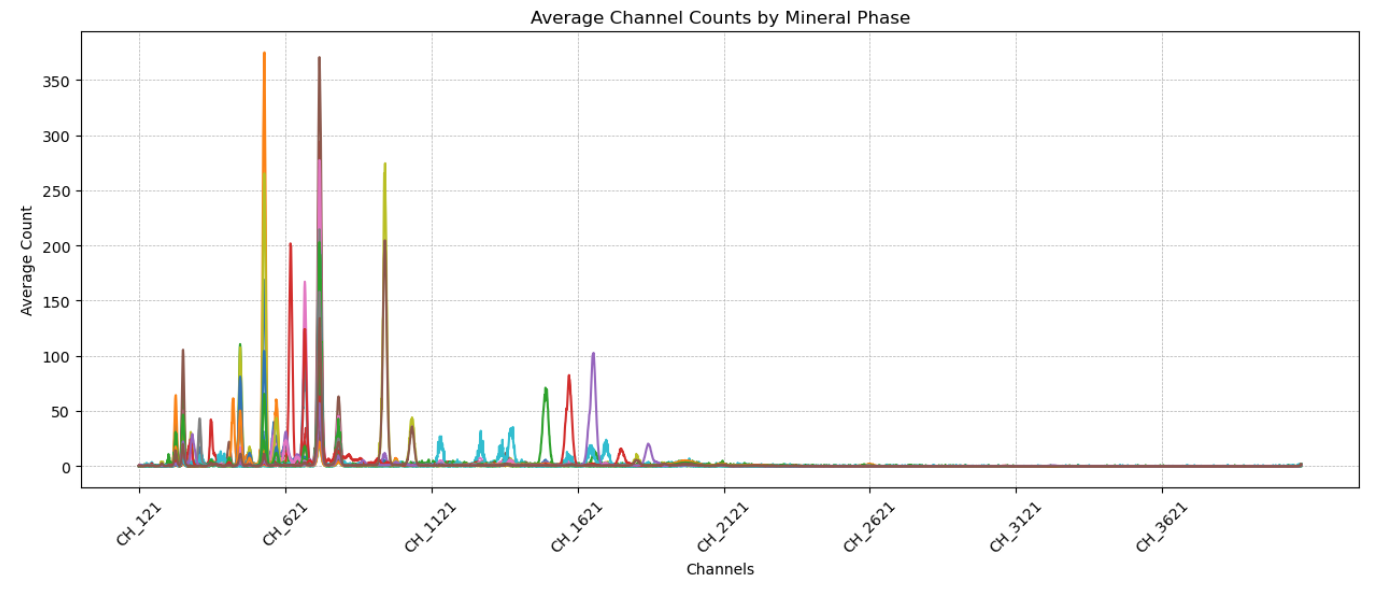 Average Channel Counts by Mineral Phase
Average Count
350
300
250
200
150
100
50
0
CH_121
CH_621
CH_1121
CH_1621
CH_2121
CH_2621
CH_3121
CH_3621
Channels